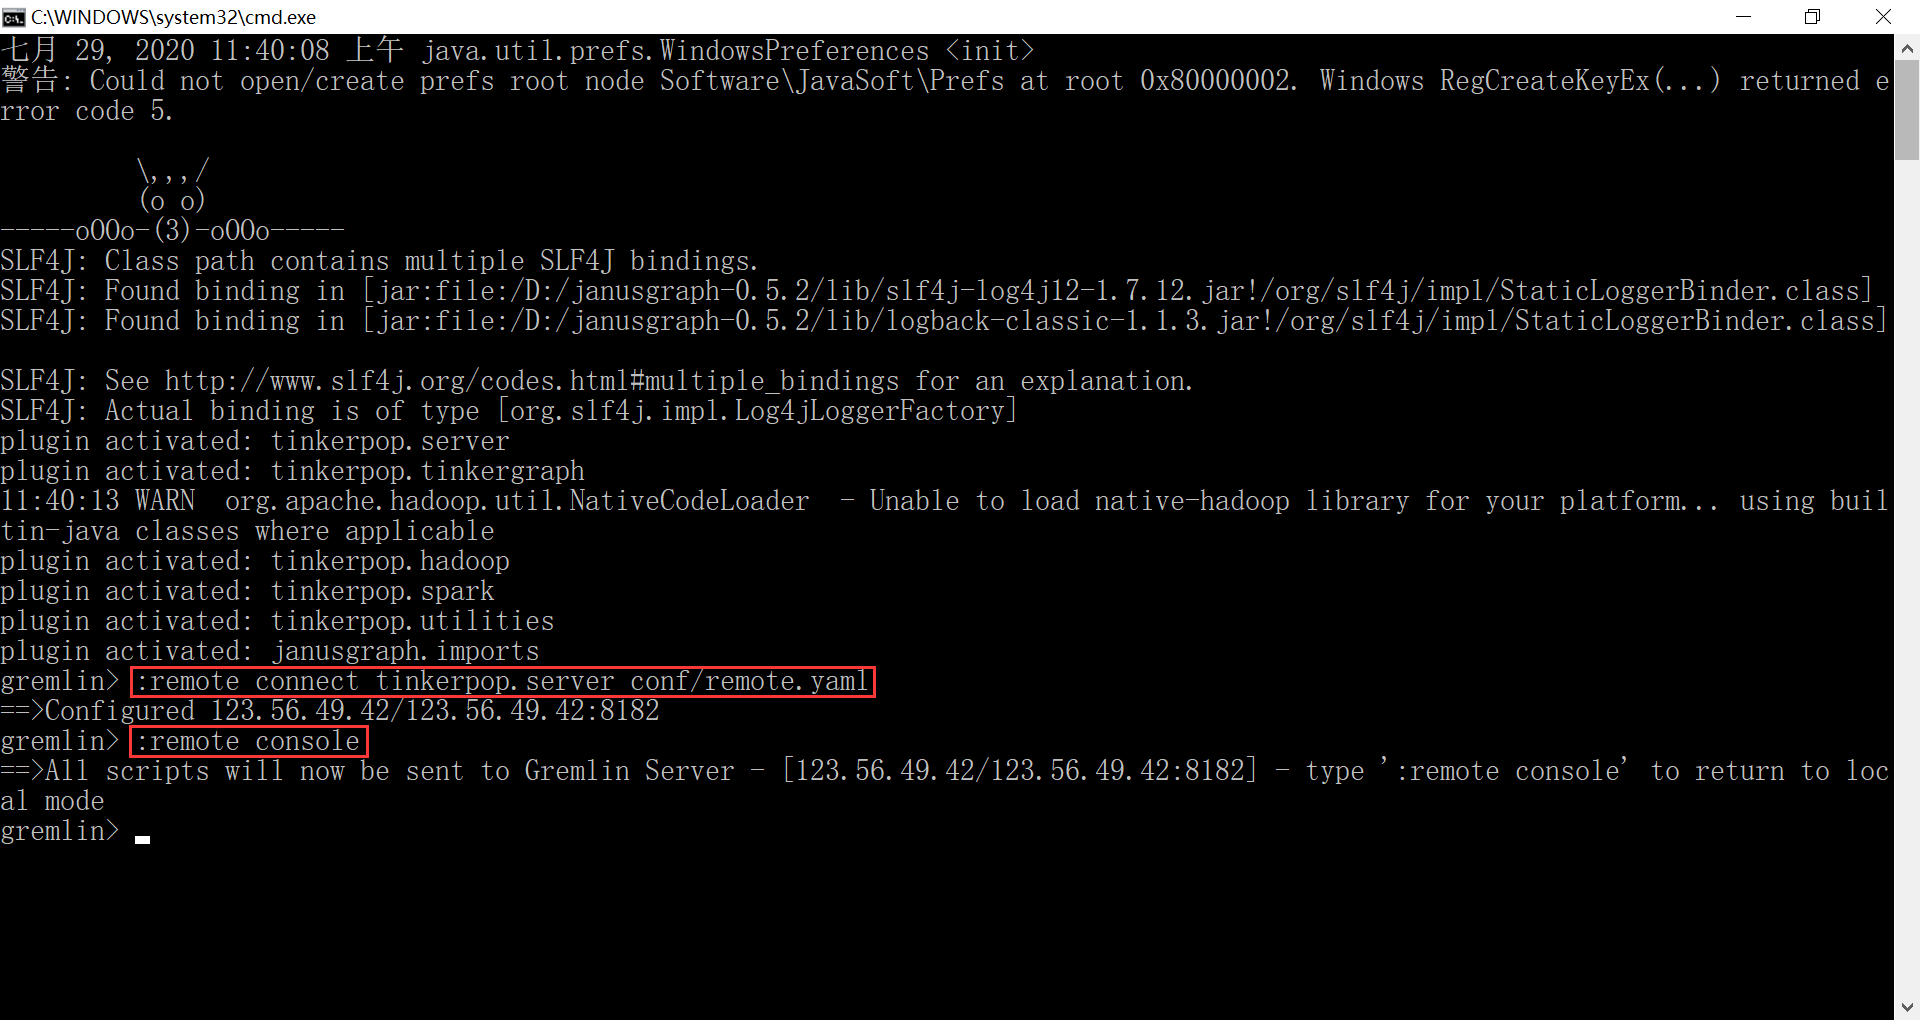 C:\WINDOWS\system32\cmd.exe
七月 29, 2020 11:40:08 上午 java.util.prefs.WindowsPreferences <init>
警告: Could not open/create prefs root node Software\JavaSoft\Prefs at root 0x80000002. Windows RegCreateKeyEx(...) returned e
rror code 5.
\,,,/
(o o)
-----oOOo-(3)-oOOo-----
SLF4J: Class path contains multiple SLF4J bindings.
SLF4J: Found binding in [jar:file:/D:/janusgraph-0.5.2/lib/slf4j-log4j12-1.7.12.jar!/org/slf4j/impl/StaticLoggerBinder.class]
SLF4J: Found binding in [jar:file:/D:/janusgraph-0.5.2/lib/logback-classic-1.1.3.jar!/org/slf4j/impl/StaticLoggerBinder.class]
SLF4J: See http://www.slf4j.org/codes.html#multiple_bindings for an explanation.
SLF4J: Actual binding is of type [org.slf4j.impl.Log4jLoggerFactory]
plugin activated: tinkerpop.server
plugin activated: tinkerpop.tinkergraph
11:40:13 WARN  org.apache.hadoop.util.NativeCodeLoader  - Unable to load native-hadoop library for your platform... using buil
tin-java classes where applicable
plugin activated: tinkerpop.hadoop
plugin activated: tinkerpop.spark
plugin activated: tinkerpop.utilities
plugin activated: janusgraph.imports
gremlin> :remote connect tinkerpop.server conf/remote.yaml
==>Configured 123.56.49.42/123.56.49.42:8182
gremlin> :remote console
==>All scripts will now be sent to Gremlin Server - [123.56.49.42/123.56.49.42:8182] - type ':remote console' to return to loc
al mode
gremlin>